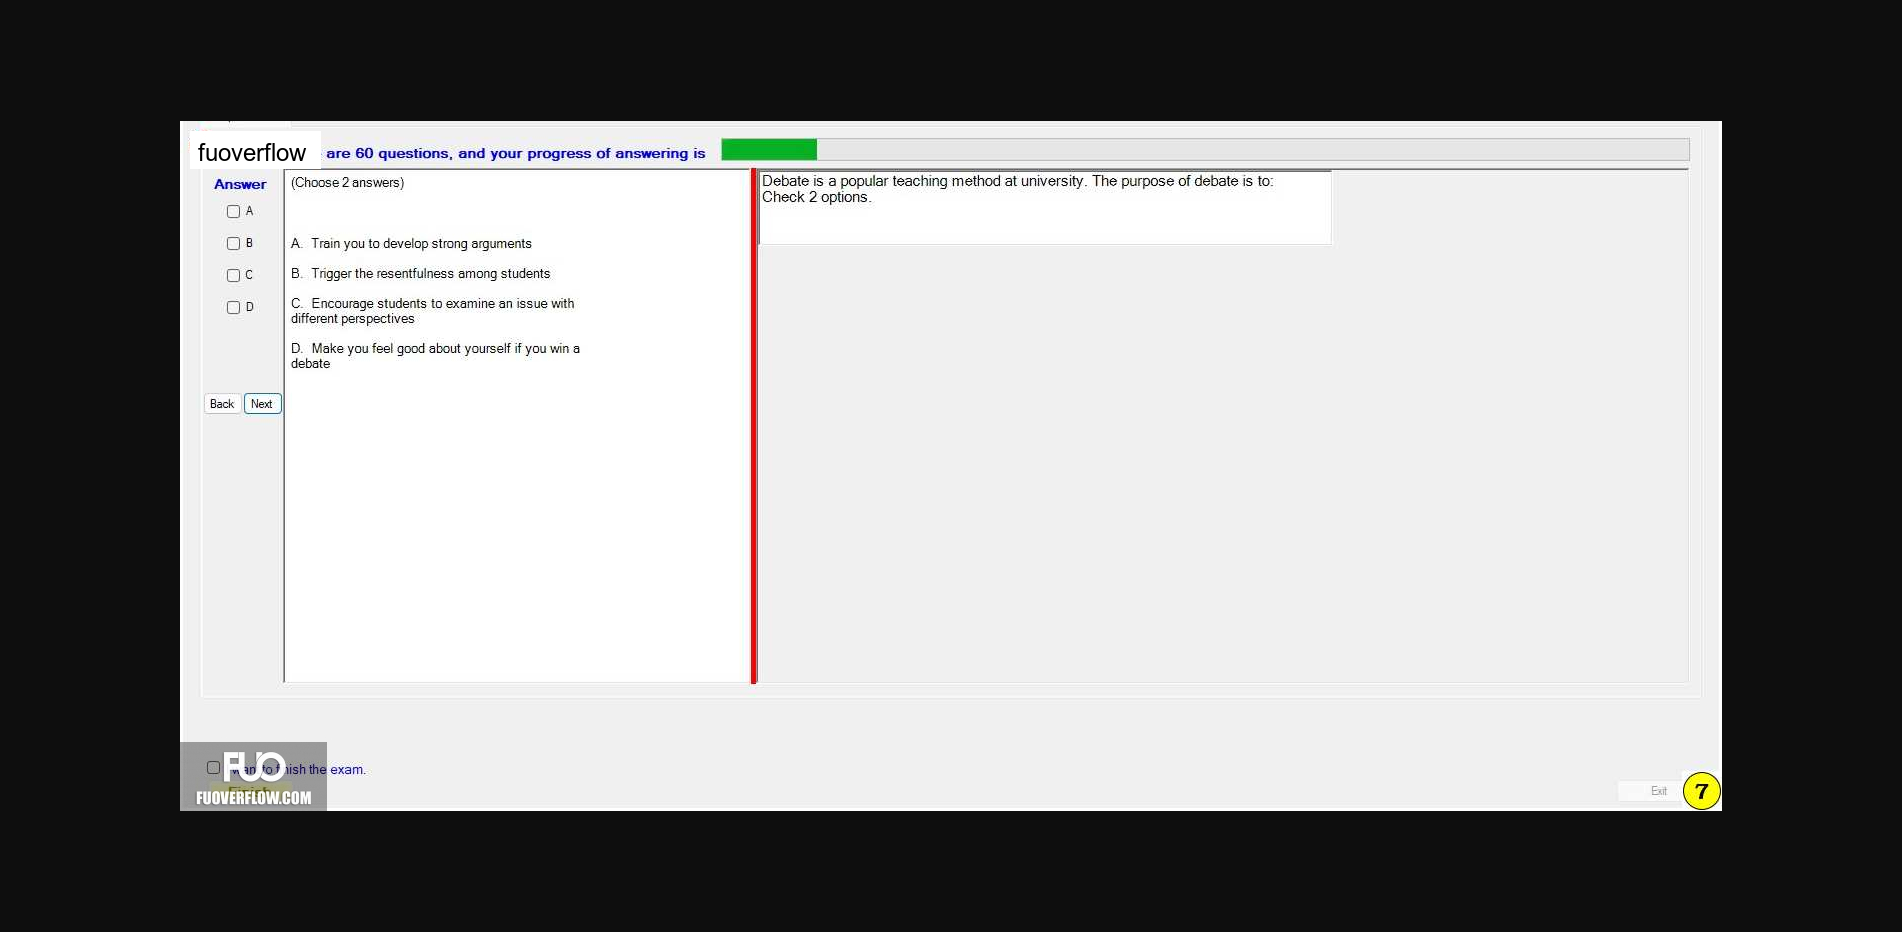 fuoverflow are 60 questions, and your progress of answering is
Answer
A
B
C
D
Back Next
(Choose 2 answers)
A. Train you to develop strong arguments
B. Trigger the resentfulness among students
C. Encourage students to examine an issue with
different perspectives
D. Make you feel good about yourself if you win a
debate
Debate is a popular teaching method at university. The purpose of debate is to:
Check 2 options.
want to finish the exam.
Finish
FUO
FUOVERFLOW.COM
Exit
7